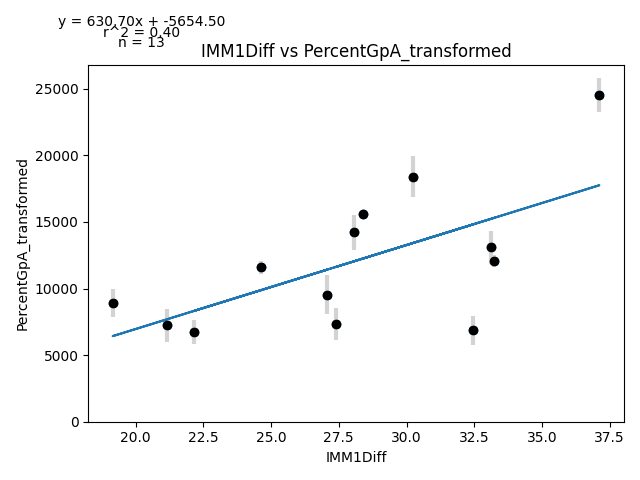 y = 630.70x + -5654.50
r^2 = 0.40
n = 13
IMM1Diff vs PercentGpA_transformed
PercentGpA_transformed
25000
20000
15000
10000
5000
0
20.0 22.5 25.0 27.5 30.0 32.5 35.0 37.5
IMM1Diff